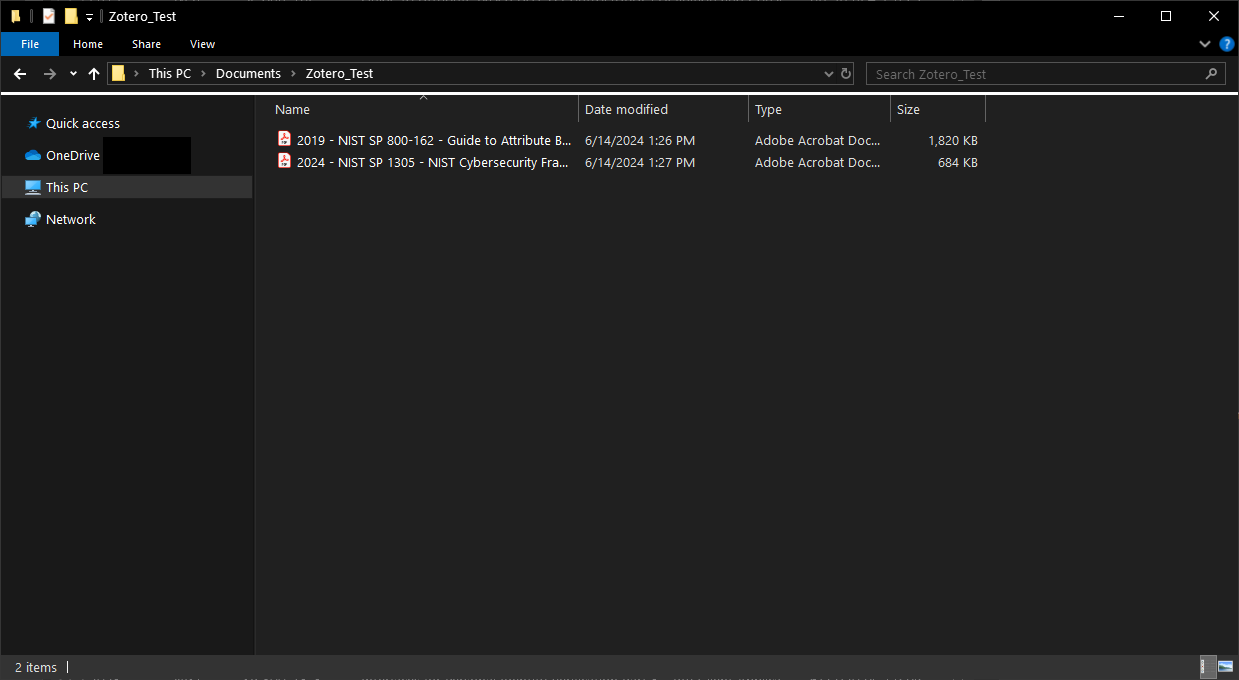 Zotero_Test
File Home Share View
This PC Documents Zotero_Test Search Zotero_Test
Name Date modified Type Size
Quick access
OneDrive
This PC
Network
2019 - NIST SP 800-162 - Guide to Attribute B... 6/14/2024 1:26 PM Adobe Acrobat Doc... 1,820 KB
2024 - NIST SP 1305 - NIST Cybersecurity Fra... 6/14/2024 1:27 PM Adobe Acrobat Doc... 684 KB
2 items